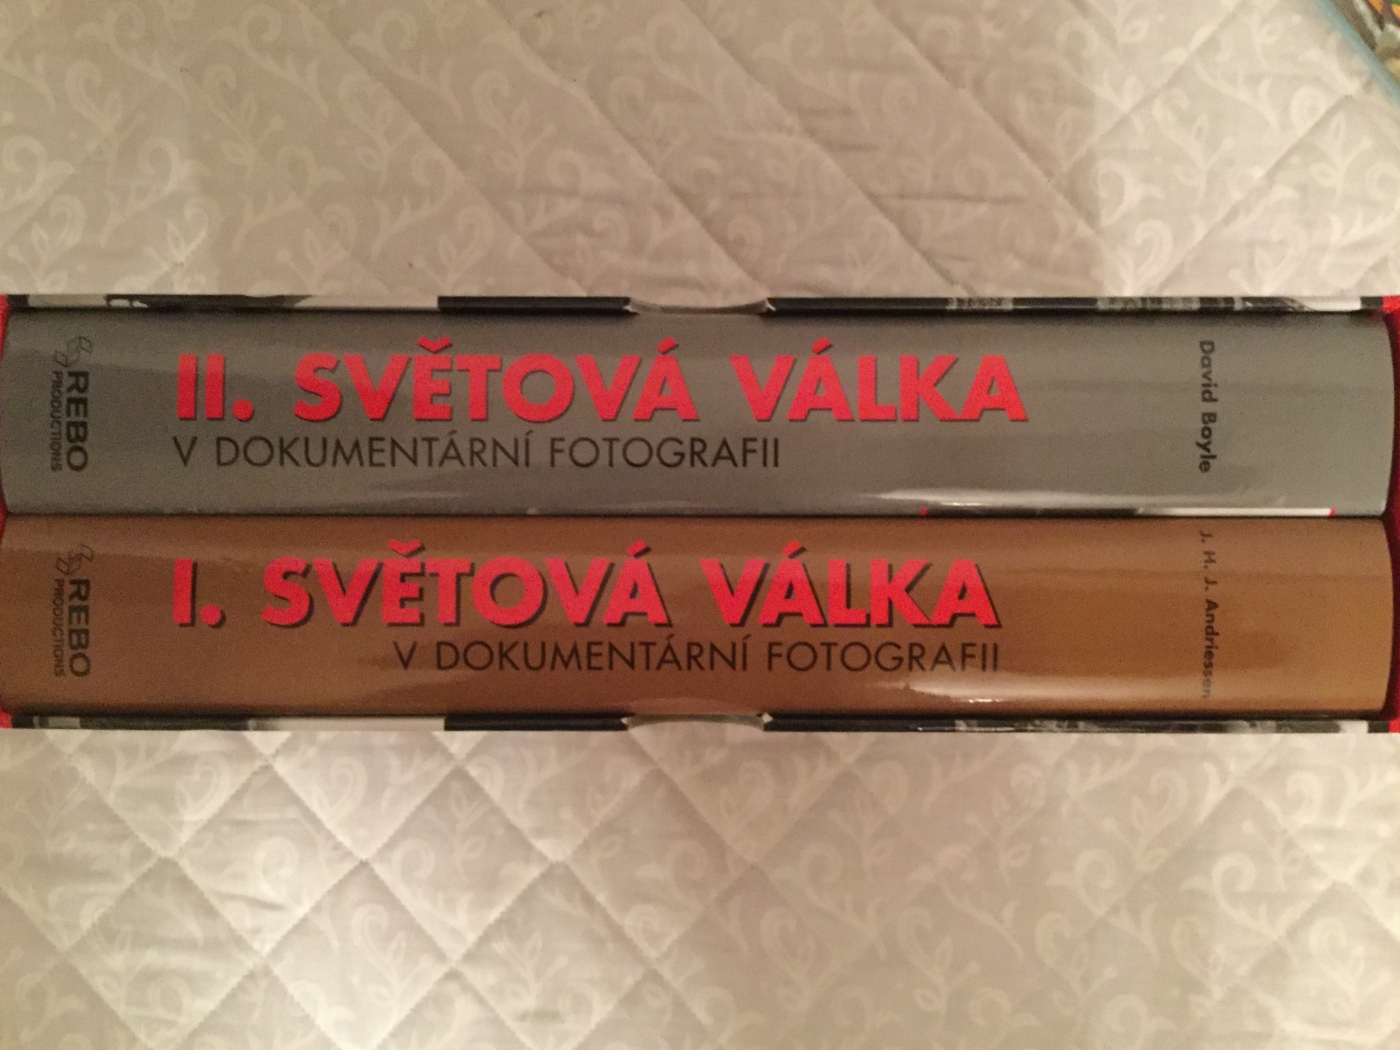 II. SVĚTOVÁ VÁLKA
V DOKUMENTÁRNÍ FOTOGRAFII
David Boyle
REBO
PRODUCTIONS
I. SVĚTOVÁ VÁLKA
V DOKUMENTÁRNÍ FOTOGRAFII
J. H. J. Andriessen
REBO
PRODUCTIONS